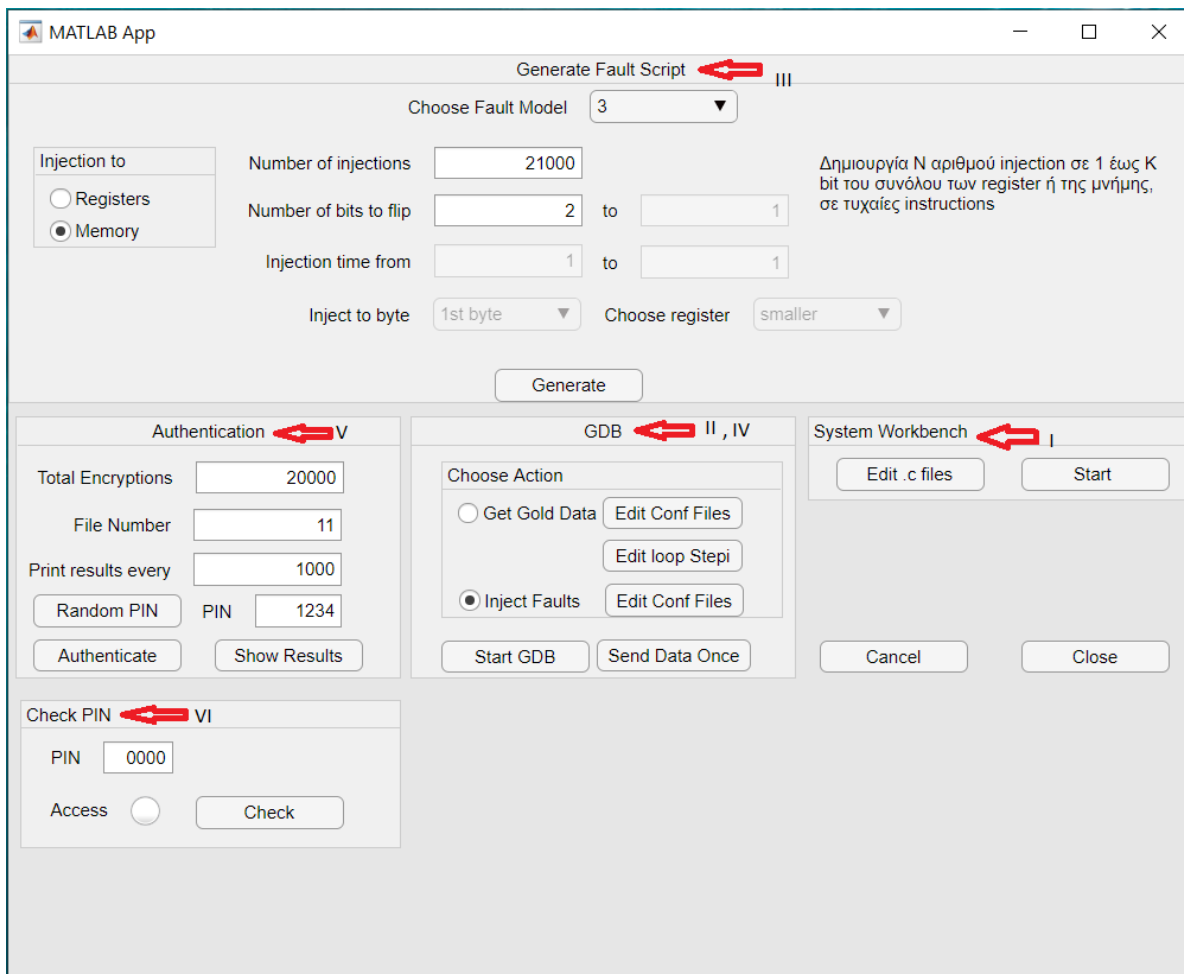 MATLAB App
Generate Fault Script
III
Choose Fault Model 3
Injection to
Registers
Memory
Number of injections 21000
Number of bits to flip 2 to 1
Injection time from 1 to 1
Inject to byte 1st byte Choose register smaller
Δημιουργία N αριθμού injection σε 1 έως K
bit του συνόλου των register ή της μνήμης,
σε τυχαίες instructions
Generate
Authentication V
Total Encryptions 20000
File Number 11
Print results every 1000
Random PIN PIN 1234
Authenticate Show Results
GDB II , IV
Choose Action
Get Gold Data Edit Conf Files
Edit loop Stepi
Inject Faults Edit Conf Files
Start GDB Send Data Once
System Workbench I
Edit .c files Start
Cancel Close
Check PIN VI
PIN 0000
Access Check